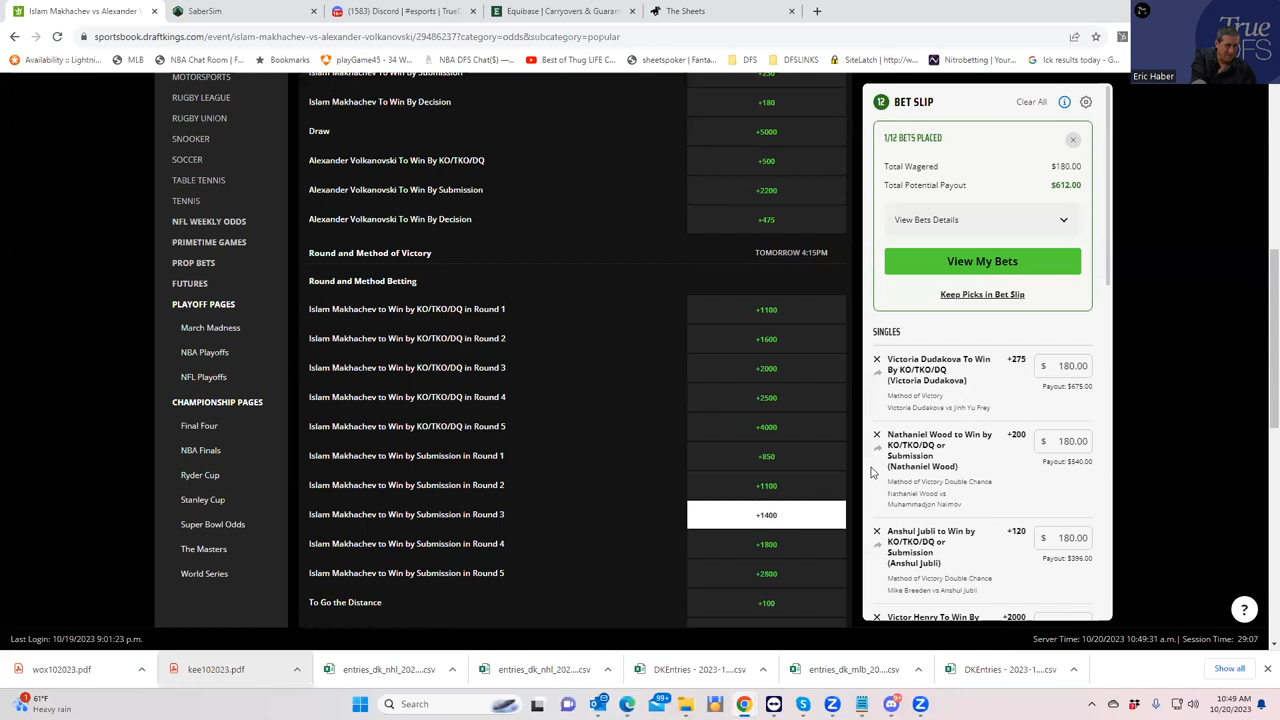 Islam Makhachev vs Alexander V
SaberSim
(1583) Discord | #esports | TrueD
Equibase | Carryovers & Guaran
The Sheets
sportsbook.draftkings.com/event/islam-makhachev-vs-alexander-volkanovski/29486237?category=odds&subcategory=popular
Availability :: Lightni...
MLB
NBA Chat Room | F...
Bookmarks
playGame45 - 34 W...
NBA DFS Chat($) -...
Best of Thug LIFE C...
sheetspoker | Fanta...
DFS
DFSLINKS
SiteLatch | http://w...
Nitrobetting | Your...
Ick results today - G...
True
DFS
Eric Haber
MOTORSPORTS
RUGBY LEAGUE
RUGBY UNION
SNOOKER
SOCCER
TABLE TENNIS
TENNIS
NFL WEEKLY ODDS
PRIMETIME GAMES
PROP BETS
FUTURES
PLAYOFF PAGES
March Madness
NBA Playoffs
NFL Playoffs
CHAMPIONSHIP PAGES
Final Four
NBA Finals
Ryder Cup
Stanley Cup
Super Bowl Odds
The Masters
World Series
Islam Makhachev To Win By Submission +250
Islam Makhachev To Win By Decision +180
Draw +5000
Alexander Volkanovski To Win By KO/TKO/DQ +500
Alexander Volkanovski To Win By Submission +2200
Alexander Volkanovski To Win By Decision +475
Round and Method of Victory TOMORROW 4:15PM
Round and Method Betting
Islam Makhachev to Win by KO/TKO/DQ in Round 1 +1100
Islam Makhachev to Win by KO/TKO/DQ in Round 2 +1600
Islam Makhachev to Win by KO/TKO/DQ in Round 3 +2000
Islam Makhachev to Win by KO/TKO/DQ in Round 4 +2500
Islam Makhachev to Win by KO/TKO/DQ in Round 5 +4000
Islam Makhachev to Win by Submission in Round 1 +850
Islam Makhachev to Win by Submission in Round 2 +1100
Islam Makhachev to Win by Submission in Round 3 +1400
Islam Makhachev to Win by Submission in Round 4 +1800
Islam Makhachev to Win by Submission in Round 5 +2800
To Go the Distance +100
12 BET SLIP Clear All
1/12 BETS PLACED
Total Wagered $180.00
Total Potential Payout $612.00
View Bets Details
View My Bets
Keep Picks in Bet Slip
SINGLES
Victoria Dudakova To Win +275 $ 180.00
By KO/TKO/DQ
(Victoria Dudakova) Payout: $675.00
Method of Victory
Victoria Dudakova vs Jinh Yu Frey
Nathaniel Wood to Win by +200 $ 180.00
KO/TKO/DQ or
Submission Payout: $540.00
(Nathaniel Wood)
Method of Victory Double Chance
Nathaniel Wood vs
Muhammadjon Naimov
Anshul Jubli to Win by +120 $ 180.00
KO/TKO/DQ or
Submission Payout: $396.00
(Anshul Jubli)
Method of Victory Double Chance
Mike Breeden vs Anshul Jubli
Victor Henry To Win By +2000
?
Last Login: 10/19/2023 9:01:23 p.m.
Server Time: 10/20/2023 10:49:31 a.m.| Session Time: 29:07
wox102023.pdf
kee102023.pdf
entries_dk_nhl_202....csv
entries_dk_nhl_202....csv
DKEntries - 2023-1....csv
entries_dk_mlb_20....csv
DKEntries - 2023-1....csv
Show all
1
61°F
Heavy rain
Search
99+
10:49 AM
10/20/2023